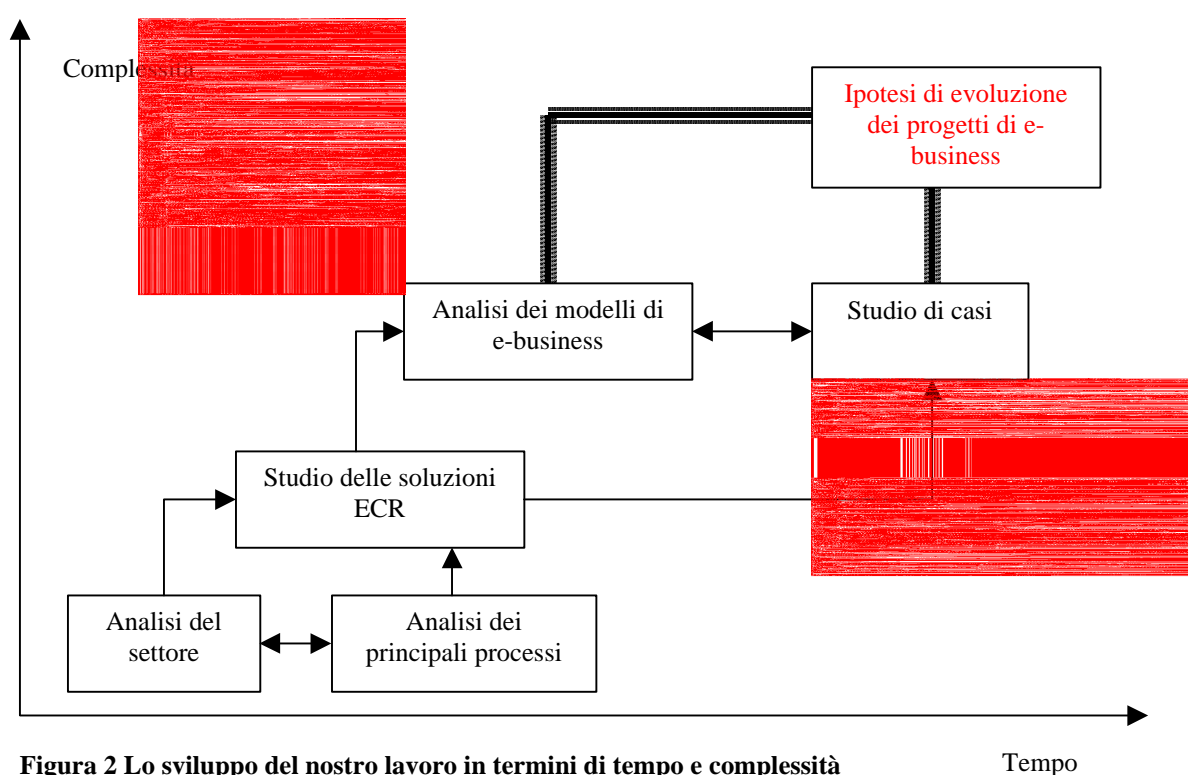 Complessità
Ipotesi di evoluzione
dei progetti di e-
business
Analisi dei modelli di
e-business
Studio di casi
Studio delle soluzioni
ECR
Analisi del
settore
Analisi dei
principali processi
Tempo
Figura 2 Lo sviluppo del nostro lavoro in termini di tempo e complessità